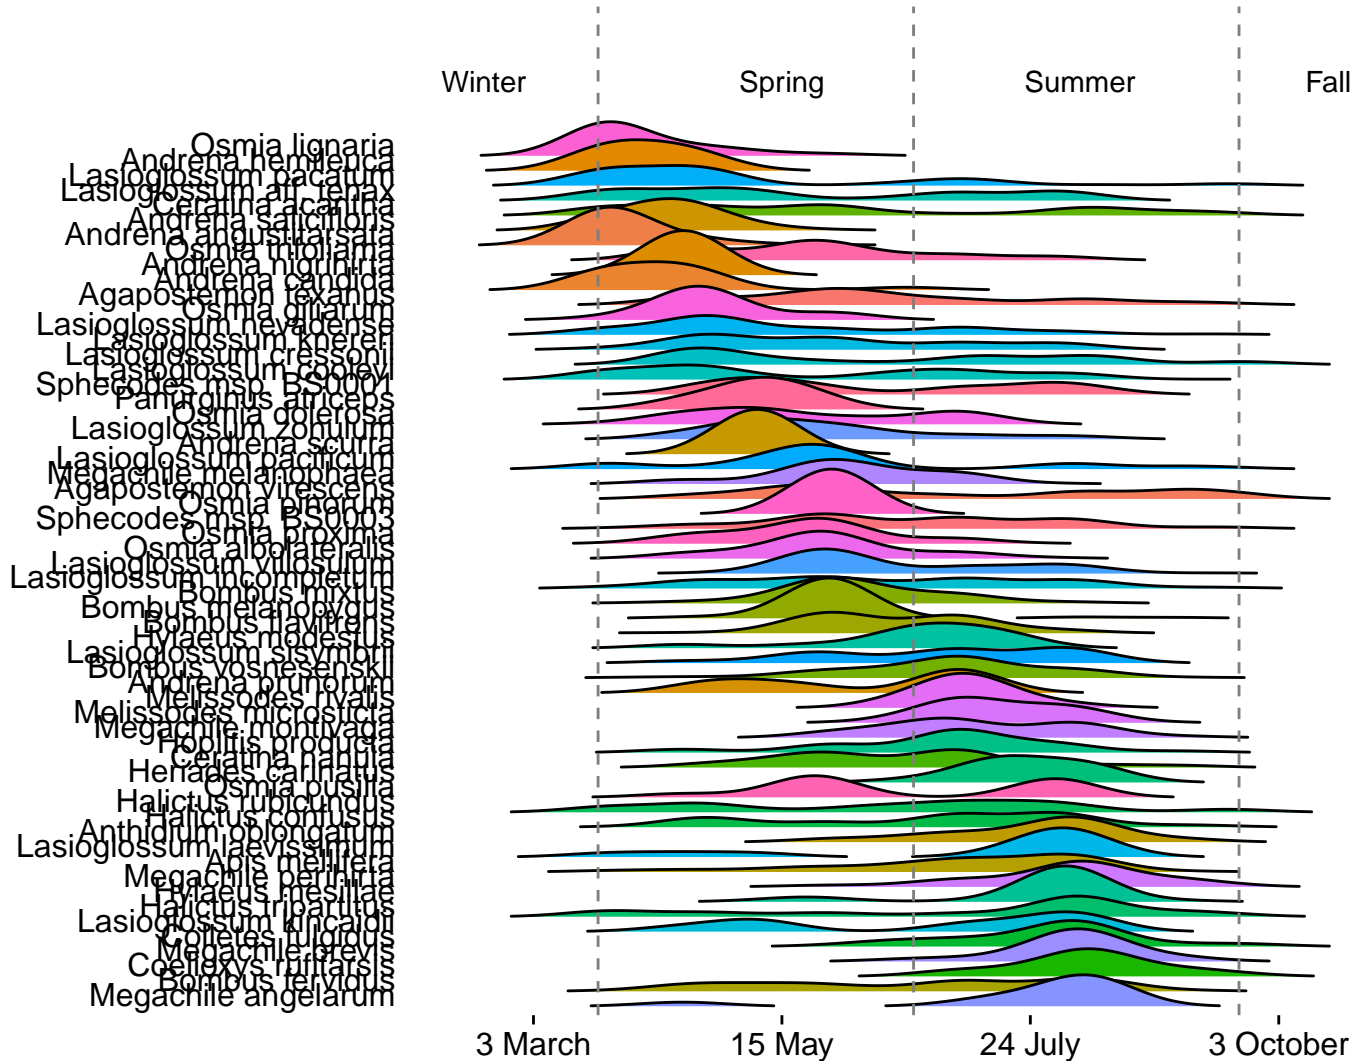 Winter Spring Summer Fall
Osmia lignaria
Andrena hemileuca
Lasioglossum pacatum
Lasioglossum aff. tenax
Ceratina acantha
Andrena salicifloris
Andrena angustitarsata
Osmia trifoliama
Andrena nigrihirta
Andrena candida
Agapostemon texanus
Osmia giliarum
Lasioglossum nevadense
Lasioglossum knereri
Lasioglossum cressonii
Lasioglossum cooleyi
Sphecodes msp. BS0001
Panurginus atriceps
Osmia dolerosa
Lasioglossum zonulum
Andrena scurra
Lasioglossum pacificum
Megachile melanophaea
Agapostemon virescens
Osmia pinorum
Sphecodes msp. BS0003
Osmia proxima
Osmia albolateralis
Lasioglossum villosulum
Lasioglossum incompletum
Bombus mixtus
Bombus melanopygus
Bombus flavifrons
Hylaeus modestus
Lasioglossum sisymbrii
Bombus vosnesenskii
Andrena prunorum
Melissodes rivalis
Melissodes microsticta
Megachile montivaga
Hoplitis producta
Ceratina nanula
Heriades carinatus
Osmia pusilla
Halictus rubicundus
Halictus confusus
Anthidium oblongatum
Lasioglossum laevissimum
Apis mellifera
Megachile perihirta
Hylaeus mesillae
Halictus tripartitus
Lasioglossum kincaidii
Colletes fulgidus
Megachile brevis
Coelioxys rufitarsis
Bombus fervidus
Megachile angelarum
3 March 15 May 24 July 3 October